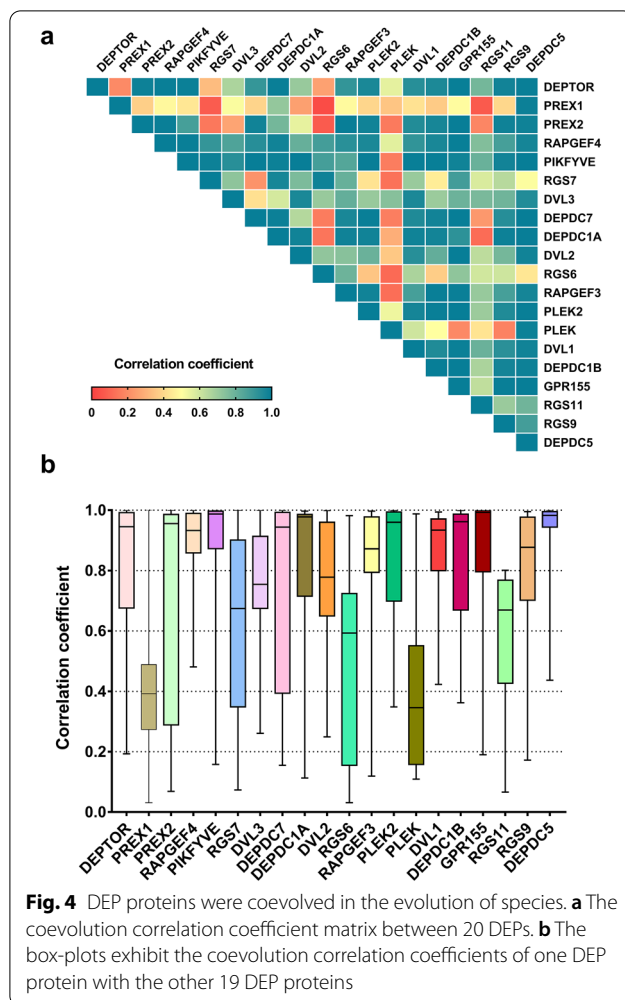 a
DEPTOR
PREX1
PREX2
RAPGEF4
PIKFYVE
RGS7
DVL3
DEPDC7
DEPDC1A
DVL2
RGS6
RAPGEF3
PLEK2
PLEK
DVL1
DEPDC1B
GPR155
RGS11
RGS9
DEPDC5
DEPTOR
PREX1
PREX2
RAPGEF4
PIKFYVE
RGS7
DVL3
DEPDC7
DEPDC1A
DVL2
RGS6
RAPGEF3
PLEK2
PLEK
DVL1
DEPDC1B
GPR155
RGS11
RGS9
DEPDC5
Correlation coefficient
0 0.2 0.4 0.6 0.8 1.0
b
Correlation coefficient
1.0
0.8
0.6
0.4
0.2
0.0
DEPTOR
PREX1
PREX2
RAPGEF4
PIKFYVE
RGS7
DVL3
DEPDC7
DEPDC1A
DVL2
RGS6
RAPGEF3
PLEK2
PLEK
DVL1
DEPDC1B
GPR155
RGS11
RGS9
DEPDC5
Fig. 4 DEP proteins were coevolved in the evolution of species. a The
coevolution correlation coefficient matrix between 20 DEPs. b The
box-plots exhibit the coevolution correlation coefficients of one DEP
protein with the other 19 DEP proteins